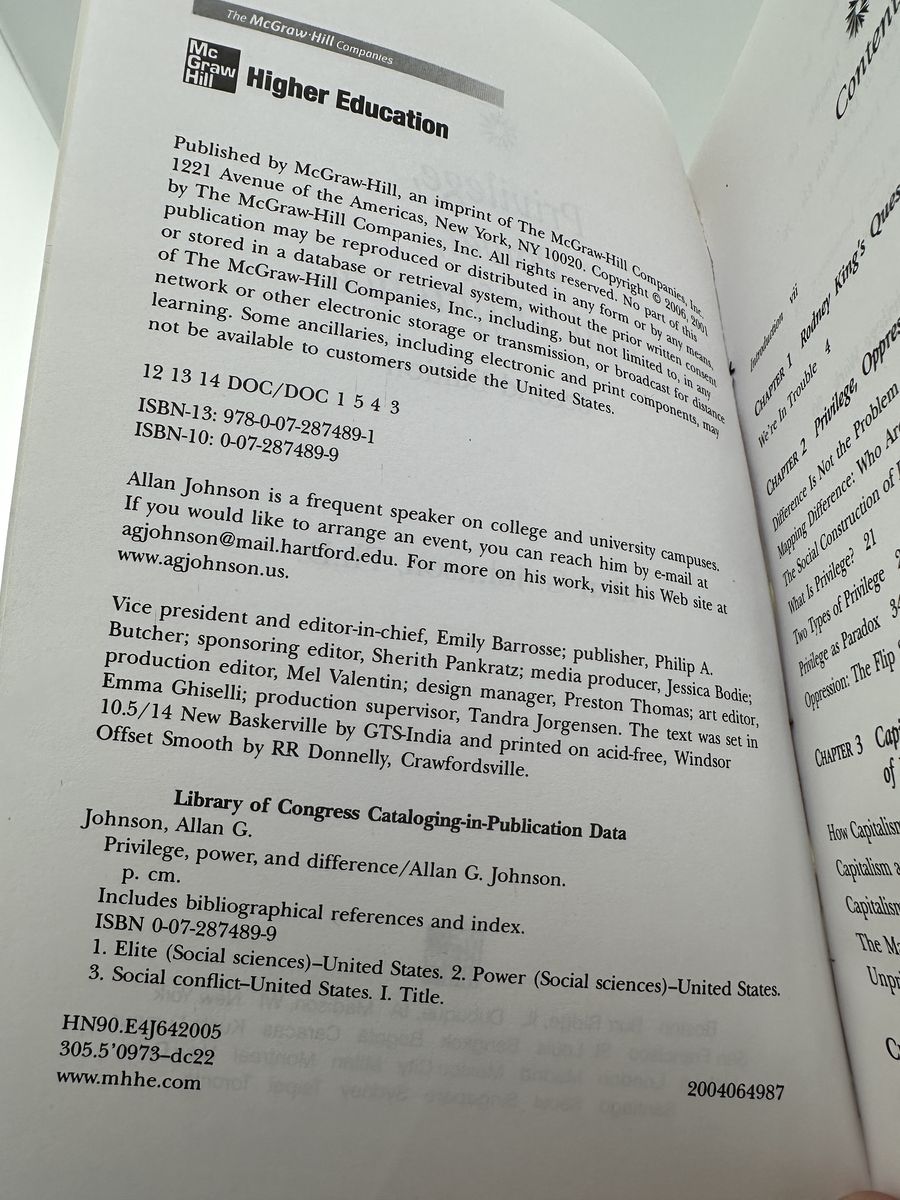 The McGraw·Hill Companies
Mc
Graw
Hill
Higher Education
Published by McGraw-Hill, an imprint of The McGraw-Hill Companies, Inc.
1221 Avenue of the Americas, New York, NY 10020. Copyright © 2006, 2001
by The McGraw-Hill Companies, Inc. All rights reserved. No part of this
publication may be reproduced or distributed in any form or by any means,
or stored in a database or retrieval system, without the prior written consent
of The McGraw-Hill Companies, Inc., including, but not limited to, in any
network or other electronic storage or transmission, or broadcast for distance
learning. Some ancillaries, including electronic and print components, may
not be available to customers outside the United States.
12 13 14 DOC/DOC 1 5 4 3
ISBN-13: 978-0-07-287489-1
ISBN-10: 0-07-287489-9
Allan Johnson is a frequent speaker on college and university campuses.
If you would like to arrange an event, you can reach him by e-mail at
agjohnson@mail.hartford.edu. For more on his work, visit his Web site at
www.agjohnson.us.
Vice president and editor-in-chief, Emily Barrosse; publisher, Philip A.
Butcher; sponsoring editor, Sherith Pankratz; media producer, Jessica Bodie;
production editor, Mel Valentin; design manager, Preston Thomas; art editor,
Emma Ghiselli; production supervisor, Tandra Jorgensen. The text was set in
10.5/14 New Baskerville by GTS-India and printed on acid-free, Windsor
Offset Smooth by RR Donnelly, Crawfordsville.
Library of Congress Cataloging-in-Publication Data
Johnson, Allan G.
Privilege, power, and difference/Allan G. Johnson.
p. cm.
Includes bibliographical references and index.
ISBN 0-07-287489-9
1. Elite (Social sciences)–United States. 2. Power (Social sciences)–United States.
3. Social conflict–United States. I. Title.
HN90.E4J642005
305.5'0973–dc22
www.mhhe.com
2004064987
Introduction vii
CHAPTER 1 Rodney King's
We're In Trouble 4
CHAPTER 2 Privilege,
Difference Is Not the Problem
Mapping Difference: Who
The Social Construction of
What Is Privilege? 21
Two Types of Privilege
Privilege as Paradox
Oppression: The Flip
CHAPTER 3
of
How
Capitalism
The